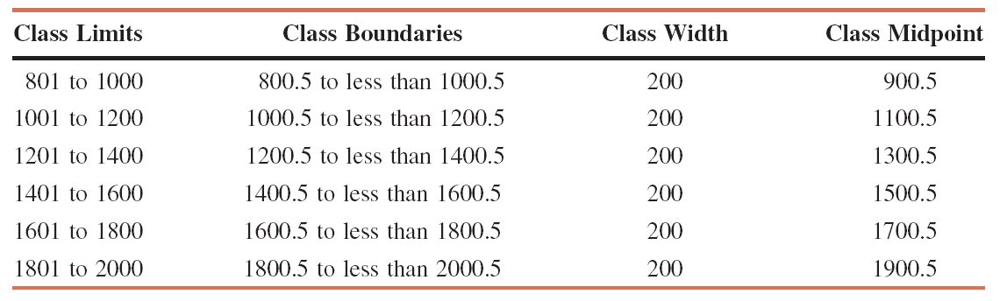 Class Limits Class Boundaries Class Width Class Midpoint
801 to 1000 800.5 to less than 1000.5 200 900.5
1001 to 1200 1000.5 to less than 1200.5 200 1100.5
1201 to 1400 1200.5 to less than 1400.5 200 1300.5
1401 to 1600 1400.5 to less than 1600.5 200 1500.5
1601 to 1800 1600.5 to less than 1800.5 200 1700.5
1801 to 2000 1800.5 to less than 2000.5 200 1900.5